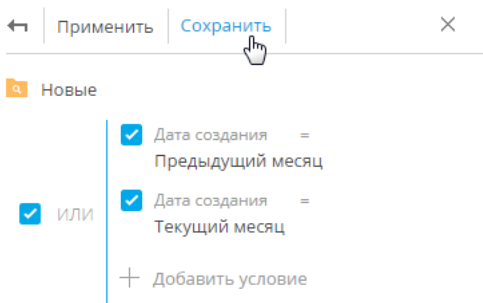 Применить Сохранить
Новые
Дата создания =
Предыдущий месяц
ИЛИ
Дата создания =
Текущий месяц
Добавить условие